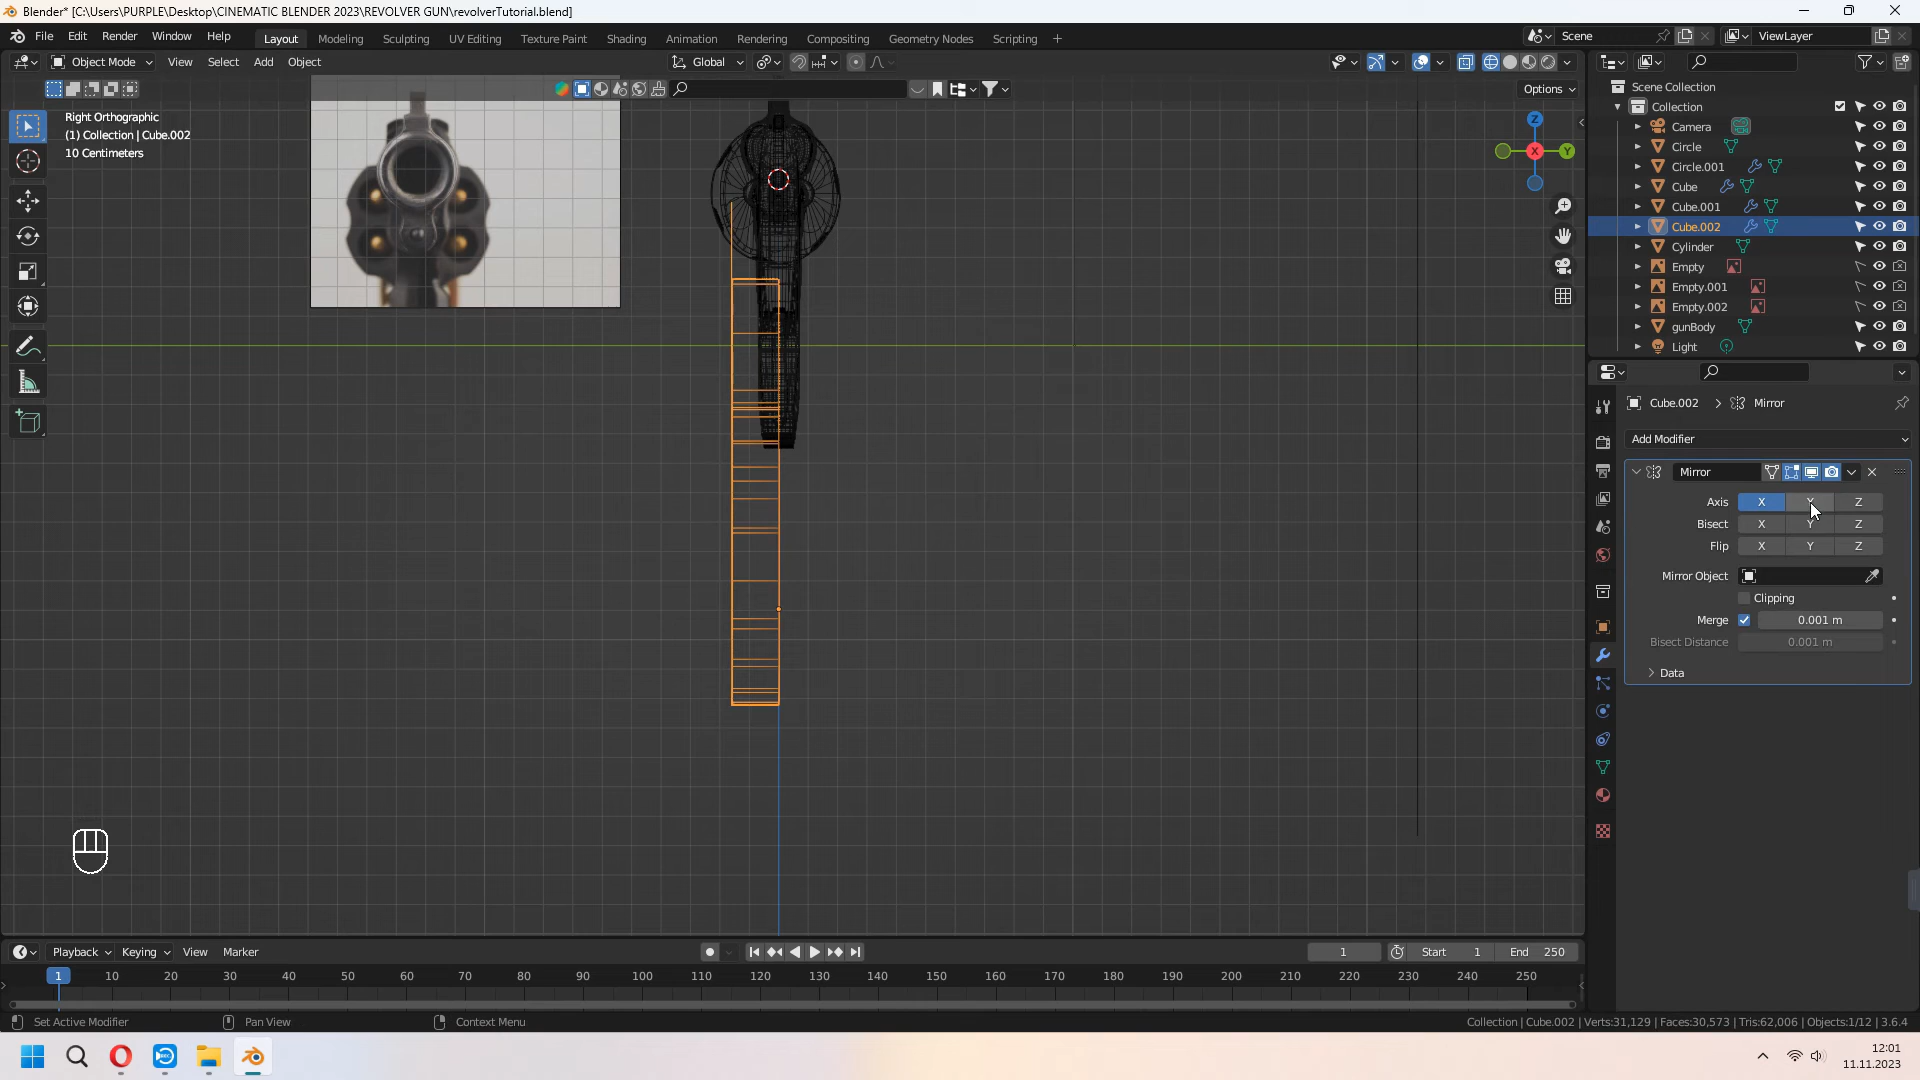 Blender* [C:\Users\PURPLE\Desktop\CINEMATIC BLENDER 2023\REVOLVER GUN\revolverTutorial.blend]
File Edit Render Window Help Layout Modeling Sculpting UV Editing Texture Paint Shading Animation Rendering Compositing Geometry Nodes Scripting + Scene ViewLayer
Object Mode View Select Add Object Global
Options
Right Orthographic
(1) Collection | Cube.002
10 Centimeters
Z
X
Y
Scene Collection
Collection
Camera
Circle
Circle.001
Cube
Cube.001
Cube.002
Cylinder
Empty
Empty.001
Empty.002
gunBody
Light
Cube.002 > Mirror
Add Modifier
Mirror
Axis X Y Z
Bisect X Y Z
Flip X Y Z
Mirror Object
Clipping
Merge 0.001 m
Bisect Distance 0.001 m
Data
Playback Keying View Marker 1 Start 1 End 250
1 10 20 30 40 50 60 70 80 90 100 110 120 130 140 150 160 170 180 190 200 210 220 230 240 250
Set Active Modifier Pan View Context Menu Collection | Cube.002 | Verts:31,129 | Faces:30,573 | Tris:62,006 | Objects:1/12 | 3.6.4
12:01
11.11.2023